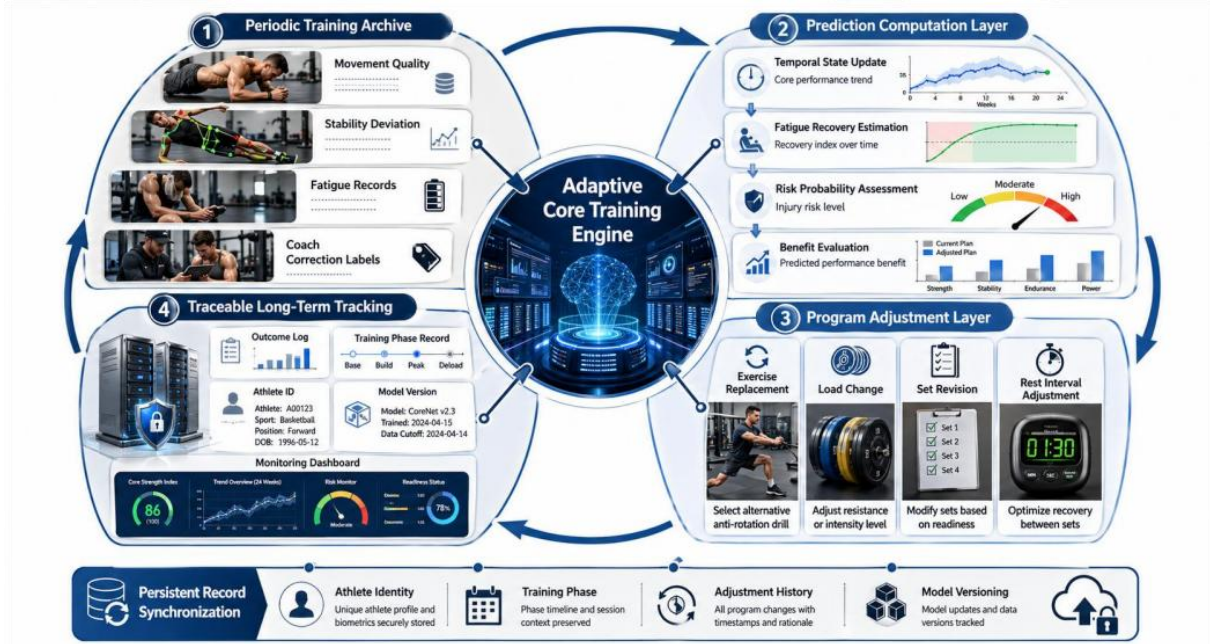 1
Periodic Training Archive
Movement Quality
Stability Deviation
Fatigue Records
Coach
Correction Labels
2
Prediction Computation Layer
Temporal State Update
Core performance trend
0
4
8
12
16
20
24
Weeks
Fatigue Recovery Estimation
Recovery index over time
Risk Probability Assessment
Injury risk level
Low
Moderate
High
Benefit Evaluation
Predicted performance benefit
Current Plan
Adjusted Plan
Strength
Stability
Endurance
Power
Adaptive
Core Training
Engine
3
Program Adjustment Layer
Exercise
Replacement
Select alternative
anti-rotation drill
Load Change
Adjust resistance
or intensity level
Set Revision
Set 1
Set 2
Set 3
Set 4
Modify sets based
on readiness
Rest Interval
Adjustment
01:30
Optimize recovery
between sets
4
Traceable Long-Term Tracking
Outcome Log
Training Phase Record
Base
Build
Peak
Deload
Athlete ID
Athlete: A00123
Sport: Basketball
Position: Forward
DOB: 1996-05-12
Model Version
Model: CoreNet v2.3
Trained: 2024-04-15
Data Cutoff: 2024-04-14
Monitoring Dashboard
Core Strength Index
86
(100)
Trend Overview (24 Weeks)
Risk Monitor
Moderate
Readiness Status
78%
Persistent Record
Synchronization
Athlete Identity
Unique athlete profile and
biometrics securely stored
Training Phase
Phase timeline and session
context preserved
Adjustment History
All program changes with
timestamps and rationale
Model Versioning
Model updates and data
versions tracked